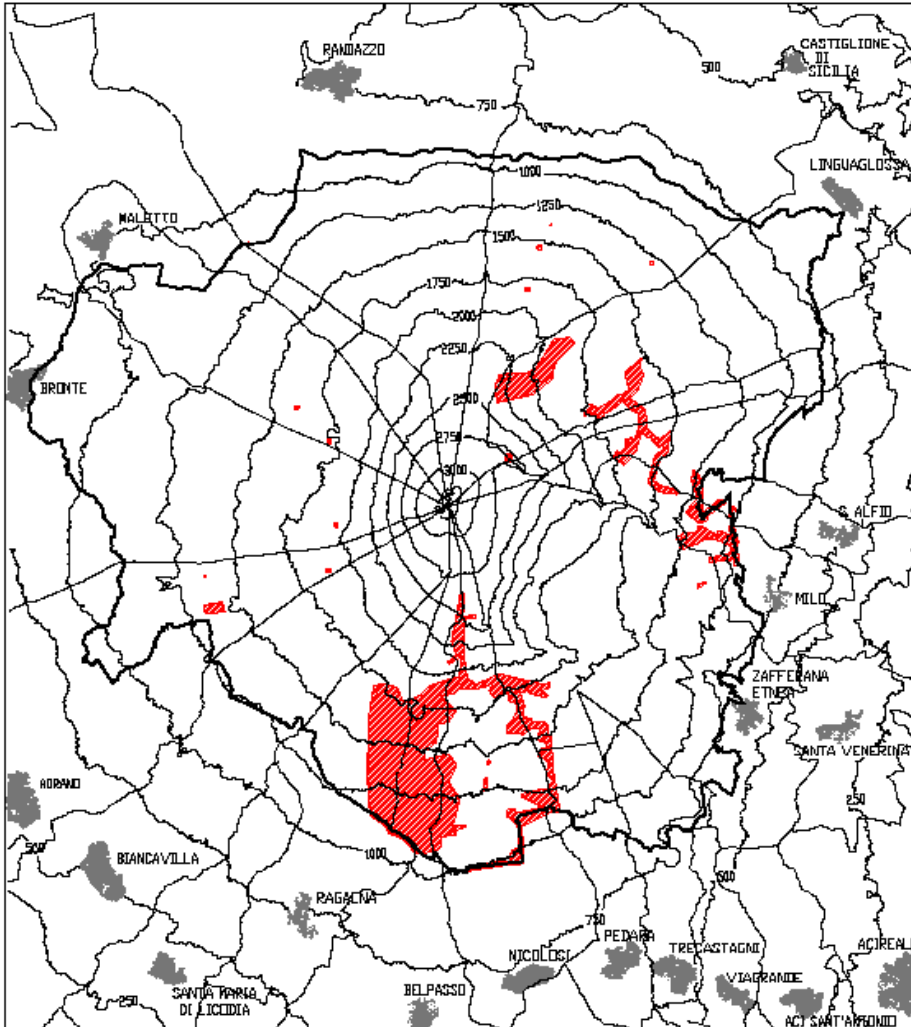 RANDAZZO
CASTIGLIONE
DI
SICILIA
500
750
LINGUAGLOSSA
1000
1250
MALETTO
1500
1750
2000
2250
BRONTE
2500
2750
3000
S. ALFIO
MILO
ZAFFERANA
ETNEA
SANTA VENERINA
ADRANO
250
500
1000
BIANCAVILLA
500
RAGALNA
750
PEDARA
TRECASTAGNI
ACIREALE
NICOLOSI
VIAGRANDE
250
SANTA MARIA
DI LICODIA
BELPASSO
ACI SANT'ANTONIO